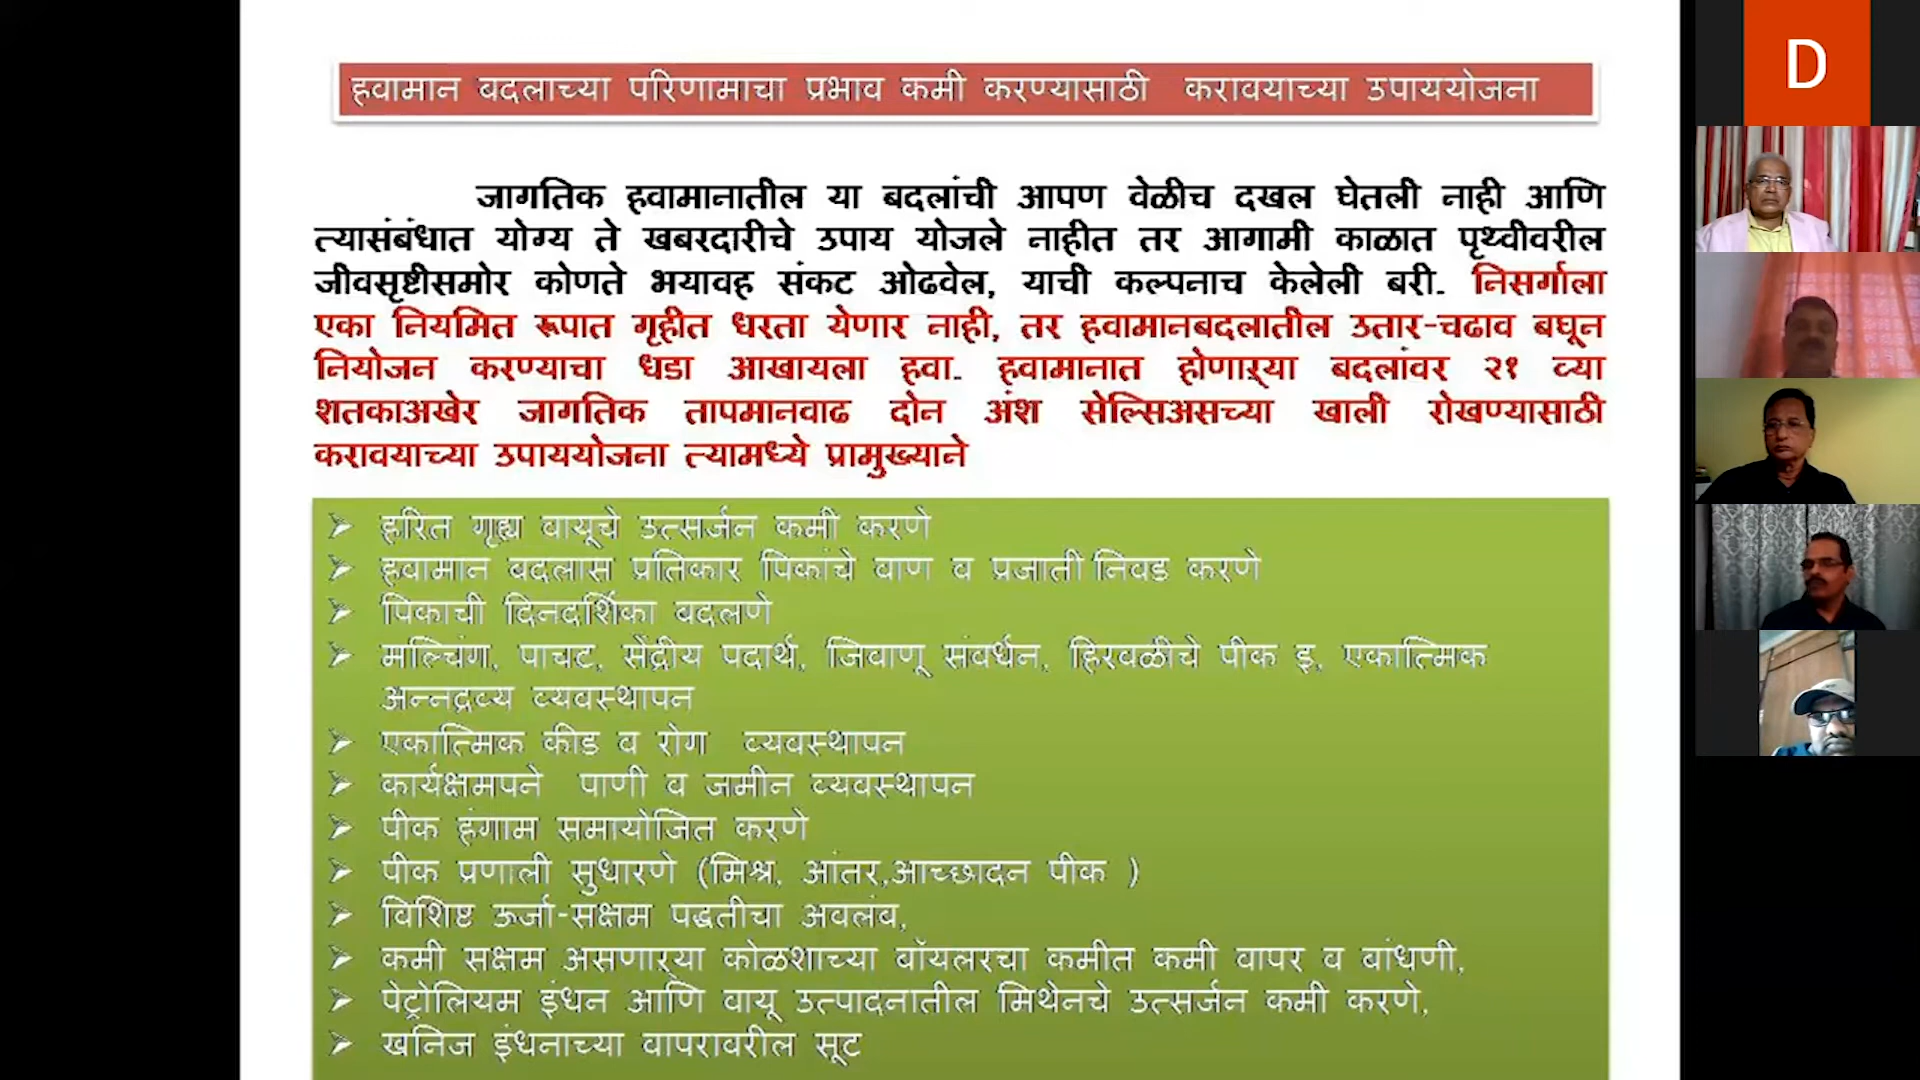 हवामान बदलाच्या परिणामाचा प्रभाव कमी करण्यासाठी करावयाच्या उपाययोजना
D
जागतिक हवामानातील या बदलांची आपण वेळीच दखल घेतली नाही आणि
त्यासंबंधात योग्य ते खबरदारीचे उपाय योजले नाहीत तर आगामी काळात पृथ्वीवरील
जीवसृष्टीसमोर कोणते भयावह संकट ओढवेल, याची कल्पनाच केलेली बरी. निसर्गाला
एका नियमित रूपात गृहीत धरता येणार नाही, तर हवामानबदलातील उतार-चढाव बघून
नियोजन करण्याचा धडा आखायला हवा. हवामानात होणाऱ्या बदलांवर २१ व्या
शतकाअखेर जागतिक तापमानवाढ दोन अंश सेल्सिअसच्या खाली रोखण्यासाठी
करावयाच्या उपाययोजना त्यामध्ये प्रामुख्याने
➢ हरित गृह्य वायूचे उत्सर्जन कमी करणे
➢ हवामान बदलास प्रतिकार पिकांचे वाण व प्रजाती निवड करणे
➢ पिकाची दिनदर्शिका बदलणे
➢ मल्चिंग, पाचट, सेंद्रीय पदार्थ, जिवाणू संवर्धन, हिरवळीचे पीक इ. एकात्मिक
अन्नद्रव्य व्यवस्थापन
➢ एकात्मिक कीड व रोग व्यवस्थापन
➢ कार्यक्षमपने पाणी व जमीन व्यवस्थापन
➢ पीक हंगाम समायोजित करणे
➢ पीक प्रणाली सुधारणे (मिश्र, आंतर,आच्छादन पीक )
➢ विशिष्ट ऊर्जा-सक्षम पद्धतीचा अवलंब,
➢ कमी सक्षम असणाऱ्या कोळशाच्या बॉयलरचा कमीत कमी वापर व बांधणी,
➢ पेट्रोलियम इंधन आणि वायू उत्पादनातील मिथेनचे उत्सर्जन कमी करणे,
➢ खनिज इंधनाच्या वापरावरील सूट